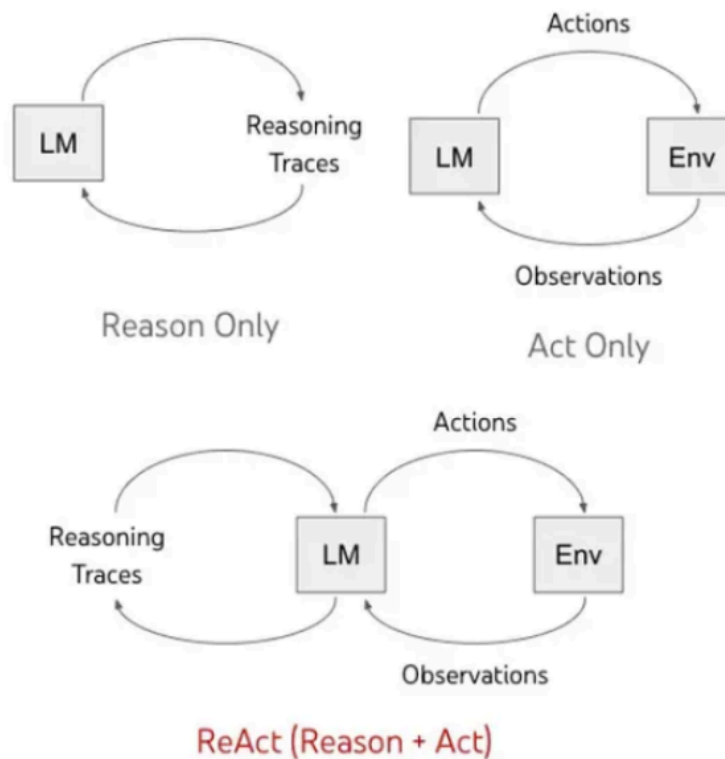 Actions
LM
Reasoning
Traces
LM
Env
Observations
Reason Only
Act Only
Actions
Reasoning
Traces
LM
Env
Observations
ReAct (Reason + Act)